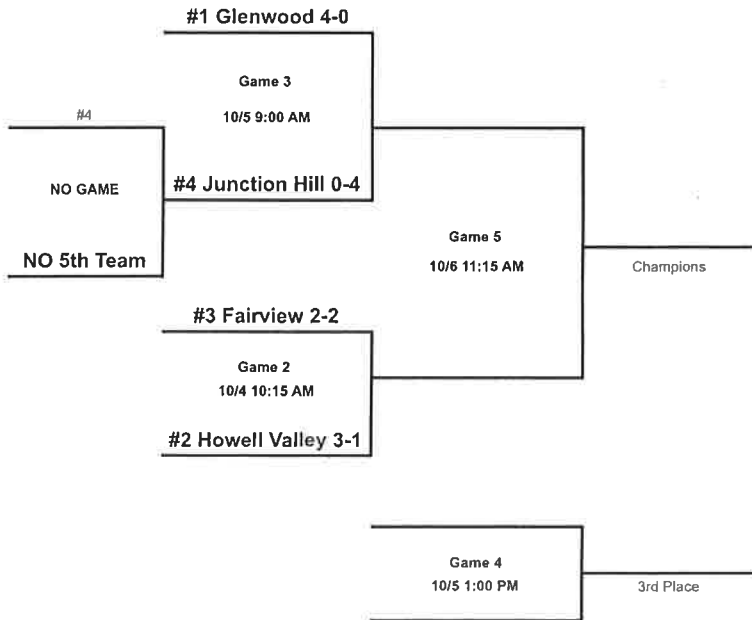 #1 Glenwood 4-0
Game 3
10/5 9:00 AM
#4
NO GAME
#4 Junction Hill 0-4
NO 5th Team
Game 5
10/6 11:15 AM
Champions
#3 Fairview 2-2
Game 2
10/4 10:15 AM
#2 Howell Valley 3-1
Game 4
10/5 1:00 PM
3rd Place